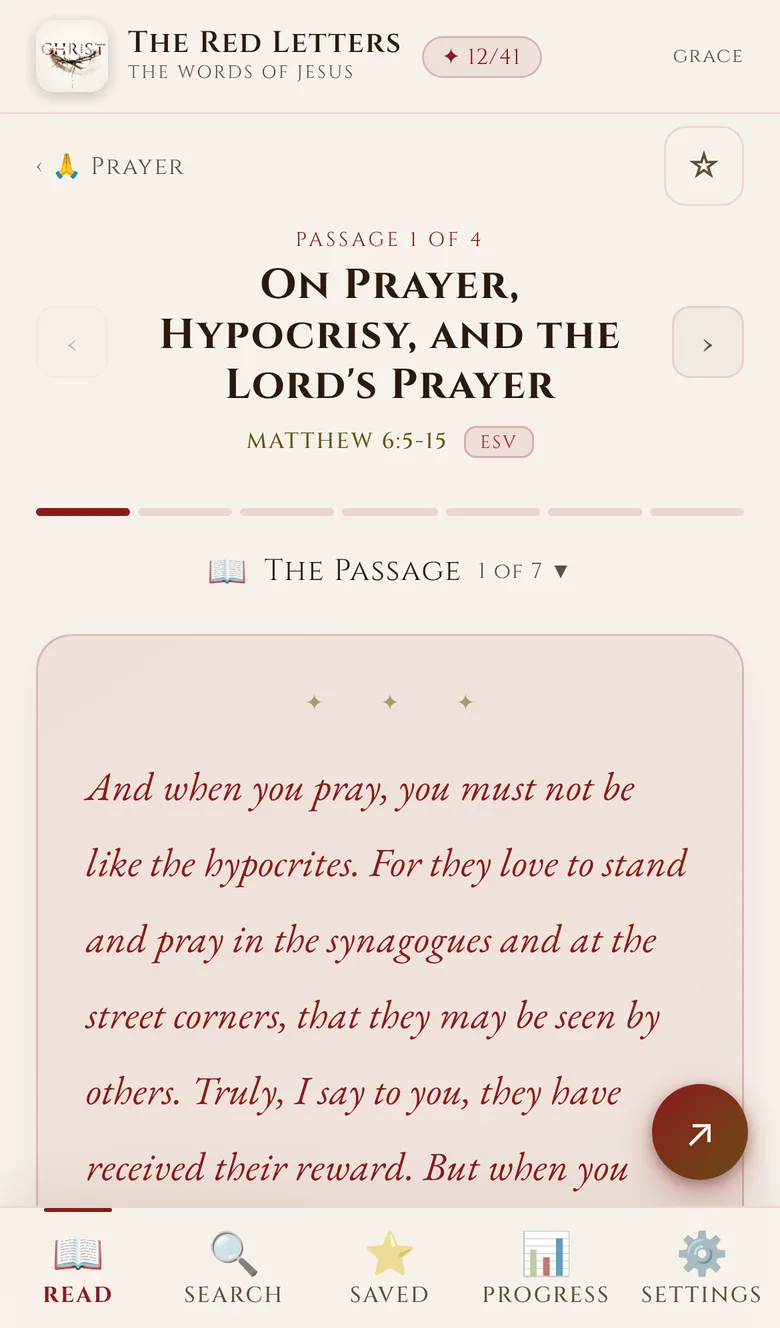 CHRIST
THE RED LETTERS
THE WORDS OF JESUS
✦ 12/41
GRACE
‹ 🙏 PRAYER
☆
PASSAGE 1 OF 4
ON PRAYER,
HYPOCRISY, AND THE
LORD'S PRAYER
‹
›
MATTHEW 6:5-15 ESV
📖 THE PASSAGE 1 OF 7 ▼
✦ ✦ ✦
And when you pray, you must not be
like the hypocrites. For they love to stand
and pray in the synagogues and at the
street corners, that they may be seen by
others. Truly, I say to you, they have
received their reward. But when you
READ
SEARCH
SAVED
PROGRESS
SETTINGS